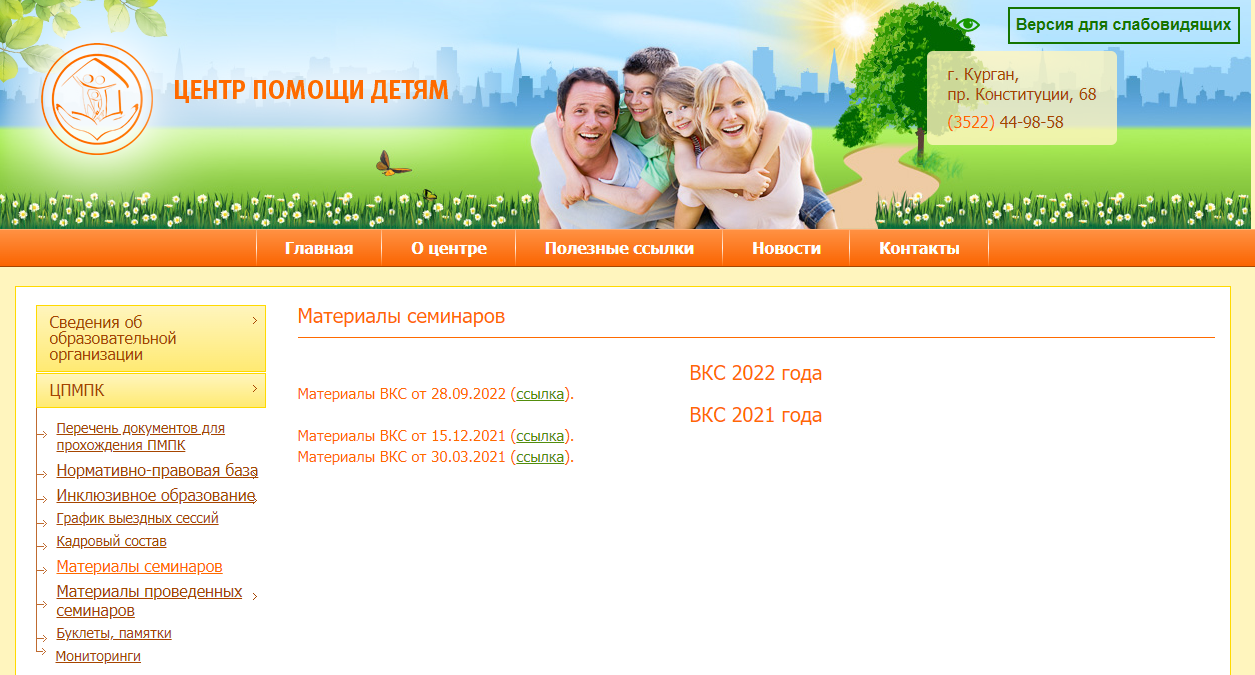 Версия для слабовидящих
ЦЕНТР ПОМОЩИ ДЕТЯМ
г. Курган,
пр. Конституции, 68
(3522) 44-98-58
Главная
О центре
Полезные ссылки
Новости
Контакты
Сведения об
образовательной
организации
ЦПМПК
Перечень документов для
прохождения ПМПК
Нормативно-правовая база
Инклюзивное образование
График выездных сессий
Кадровый состав
Материалы семинаров
Материалы проведенных
семинаров
Буклеты, памятки
Мониторинги
Материалы семинаров
ВКС 2022 года
Материалы ВКС от 28.09.2022 (ссылка).
ВКС 2021 года
Материалы ВКС от 15.12.2021 (ссылка).
Материалы ВКС от 30.03.2021 (ссылка).